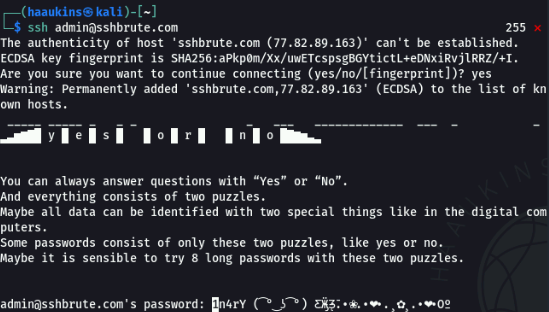 (haaukins㉿kali)-[~]
$ ssh admin@sshbrute.com 255 ⨯
The authenticity of host 'sshbrute.com (77.82.89.163)' can't be established.
ECDSA key fingerprint is SHA256:aPkp0m/Xx/uwETcspsgBGYtictL+eDNxiRvjlRRZ/+I.
Are you sure you want to continue connecting (yes/no/[fingerprint])? yes
Warning: Permanently added 'sshbrute.com,77.82.89.163' (ECDSA) to the list of kn
own hosts.
y e s o r n o
You can always answer questions with “Yes” or “No”.
And everything consists of two puzzles.
Maybe all data can be identified with two special things like in the digital com
puters.
Some passwords consist of only these two puzzles, like yes or no.
Maybe it is sensible to try 8 long passwords with these two puzzles.
admin@sshbrute.com's password: 1n4rY ( ͡° ͜ʖ ͡° ) Ƹ̵̡Ӝ̵̨̄Ʒ.•❀.•❤•.¸✿¸.•❤•Oº
HAAUKINS